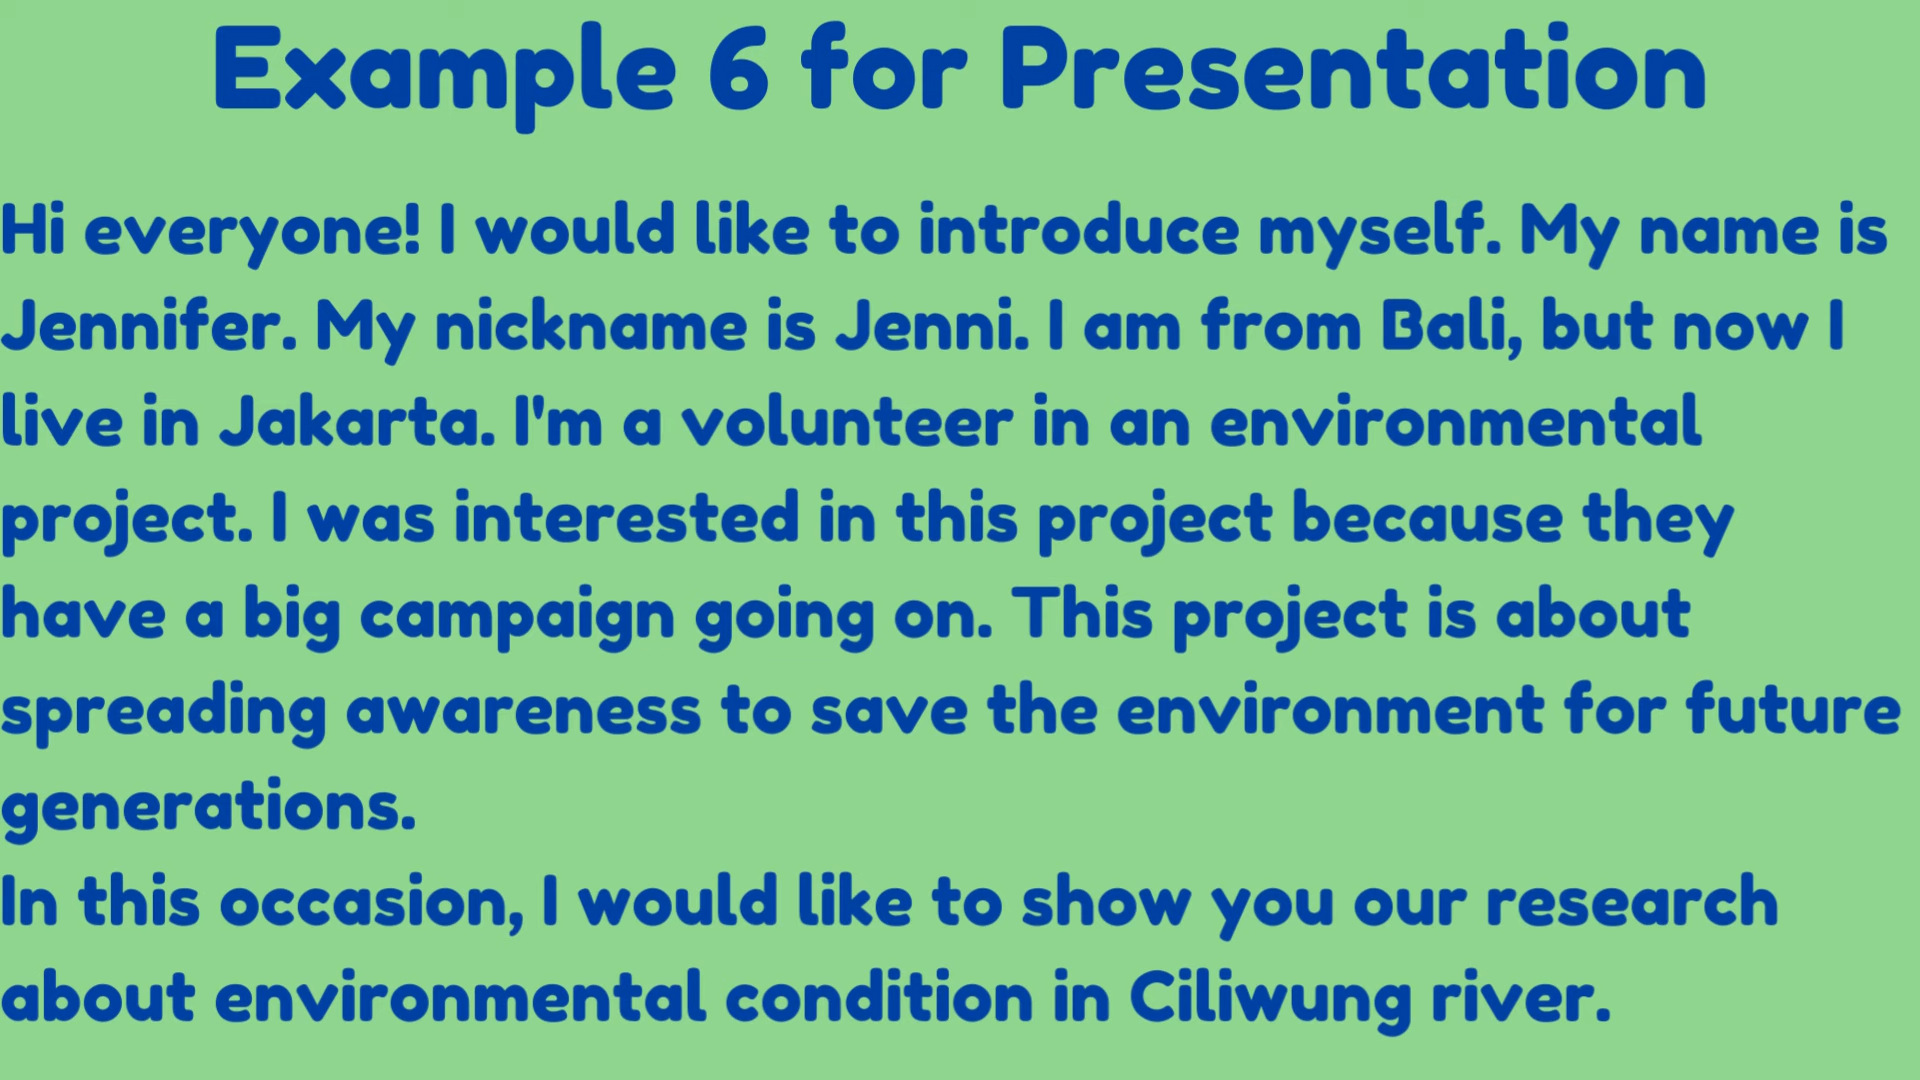 Example 6 for Presentation
Hi everyone! I would like to introduce myself. My name is
Jennifer. My nickname is Jenni. I am from Bali, but now I
live in Jakarta. I'm a volunteer in an environmental
project. I was interested in this project because they
have a big campaign going on. This project is about
spreading awareness to save the environment for future
generations.
In this occasion, I would like to show you our research
about environmental condition in Ciliwung river.